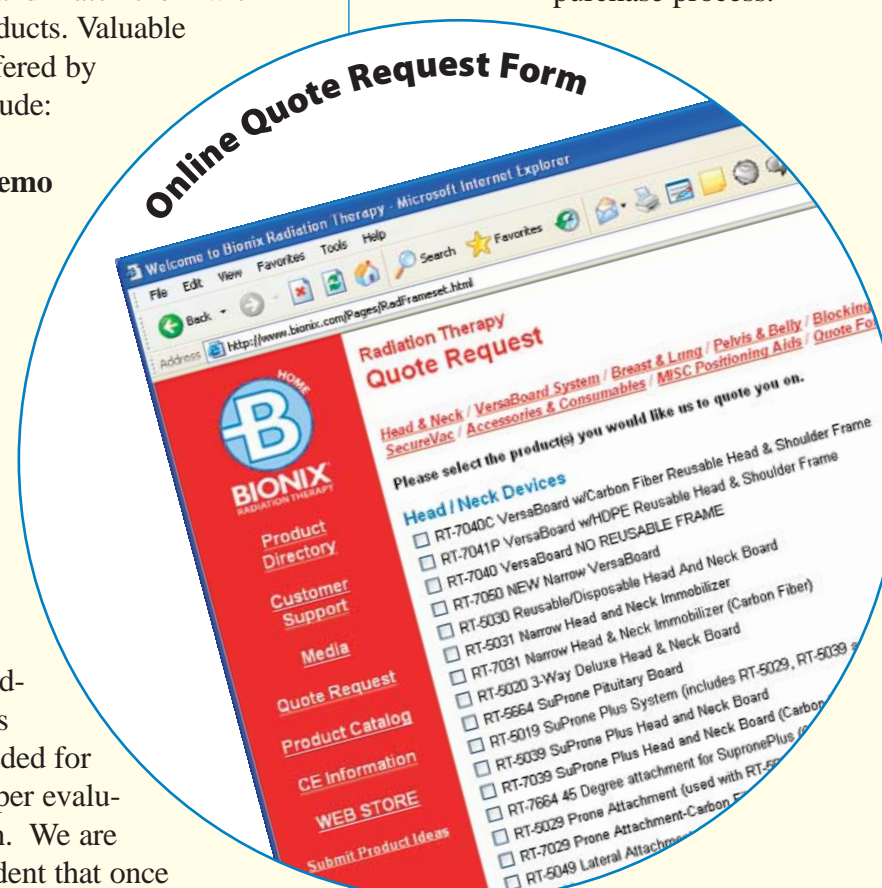 purchase process.
ducts. Valuable
fered by
ude:
emo
Online Quote Request Form
Welcome to Bionix Radiation Therapy - Microsoft Internet Explorer
File Edit View Favorites Tools Help
Back Search Favorites
Address http://www.bionix.com/Pages/RadFrameset.html
HOME
B
BIONIX
RADIATION THERAPY
Product
Directory
Customer
Support
Media
Quote Request
Product Catalog
CE Information
WEB STORE
Submit Product Ideas
Radiation Therapy
Quote Request
Head & Neck / VersaBoard System / Breast & Lung / Pelvis & Belly / Blocking
SecureVac / Accessories & Consumables / MISC Positioning Aids / Quote Fo
Please select the product(s) you would like us to quote you on.
Head / Neck Devices
RT-7040C VersaBoard w/Carbon Fiber Reusable Head & Shoulder Frame
RT-7041P VersaBoard w/HDPE Reusable Head & Shoulder Frame
RT-7040 VersaBoard NO REUSABLE FRAME
RT-7050 NEW Narrow VersaBoard
RT-5030 Reusable/Disposable Head And Neck Board
RT-5031 Narrow Head and Neck Immobilizer
RT-7031 Narrow Head & Neck Immobilizer (Carbon Fiber)
RT-5020 3-Way Deluxe Head & Neck Board
RT-5664 SuProne Pituitary Board
RT-5019 SuProne Plus System (includes RT-5029, RT-5039 a
RT-5039 SuProne Plus Head and Neck Board
RT-7039 SuProne Plus Head and Neck Board (Carbon
RT-7664 45 Degree attachment for SupronePlus
RT-5029 Prone Attachment (used with RT-50
RT-7029 Prone Attachment-Carbon F
RT-5049 Lateral Attachme
d-
s
ded for
per evalu-
n. We are
dent that once